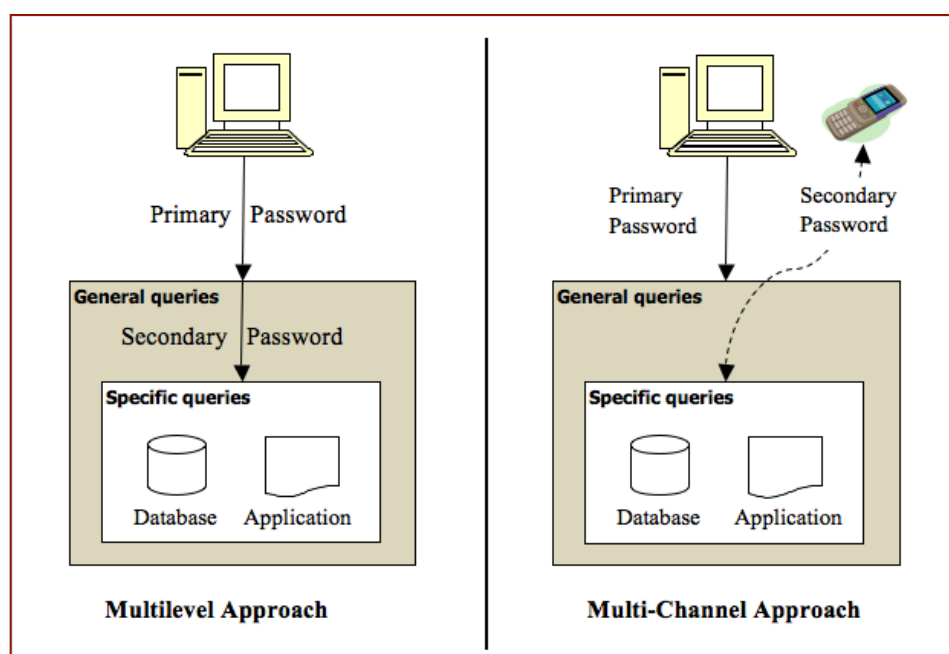 Primary Password
General queries
Secondary Password
Specific queries
Database Application
Multilevel Approach
Primary
Password
Secondary
Password
General queries
Specific queries
Database Application
Multi-Channel Approach